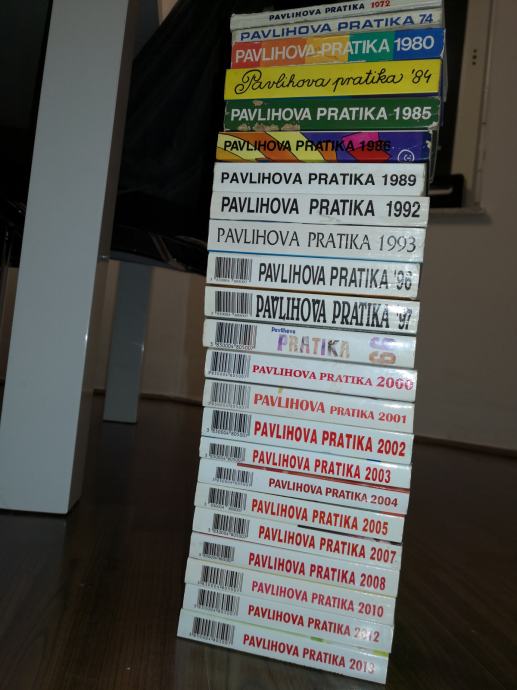 PAVLIHOVA PRATIKA 1972
PAVLIHOVA PRATIKA 74
PAVLIHOVA PRATIKA 1980
Pavlihova pratika '84
PAVLIHOVA PRATIKA 1985
PAVLIHOVA PRATIKA 1986
PAVLIHOVA PRATIKA 1989
PAVLIHOVA PRATIKA 1992
PAVLIHOVA PRATIKA 1993
PAVLIHOVA PRATIKA '96
PAVLIHOVA PRATIKA '97
Pavlihova
PRATIKA 99
PAVLIHOVA PRATIKA 2000
PAVLIHOVA PRATIKA 2001
PAVLIHOVA PRATIKA 2002
PAVLIHOVA PRATIKA 2003
PAVLIHOVA PRATIKA 2004
PAVLIHOVA PRATIKA 2005
PAVLIHOVA PRATIKA 2007
PAVLIHOVA PRATIKA 2008
PAVLIHOVA PRATIKA 2010
PAVLIHOVA PRATIKA 2012
PAVLIHOVA PRATIKA 2013